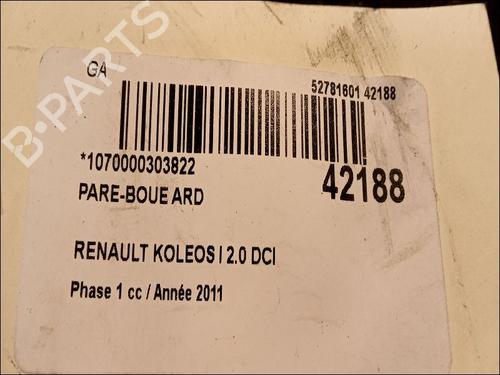 GA
52781601 42188
*1070000303822
42188
PARE-BOUE ARD
RENAULT KOLEOS I 2.0 DCI
Phase 1 cc / Année 2011
B-PARTS